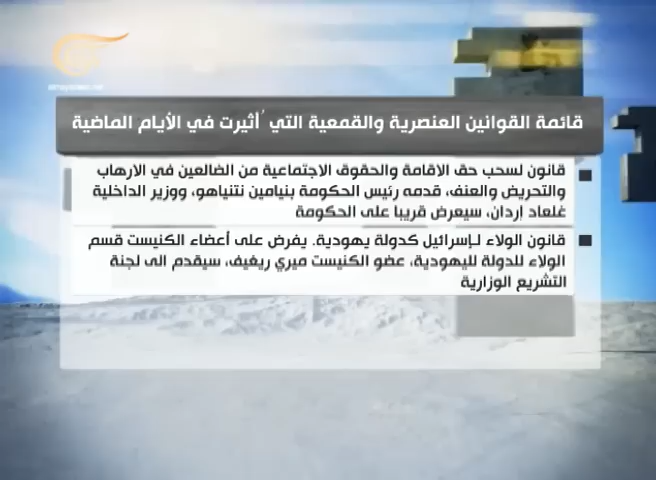 قائمة القوانين العنصرية والقمعية التي ُأثيرت في الأيام الماضية
قانون لسحب حق الاقامة والحقوق الاجتماعية من الضالعين في الارهاب
والتحريض والعنف، قدمه رئيس الحكومة بنيامين نتنياهو، ووزير الداخلية
غلعاد إردان، سيعرض قريبا على الحكومة
قانون الولاء لإسرائيل كدولة يهودية. يفرض على أعضاء الكنيست قسم
الولاء للدولة لليهودية، عضو الكنيست ميري ريغيف، سيقدم الى لجنة
التشريع الوزارية